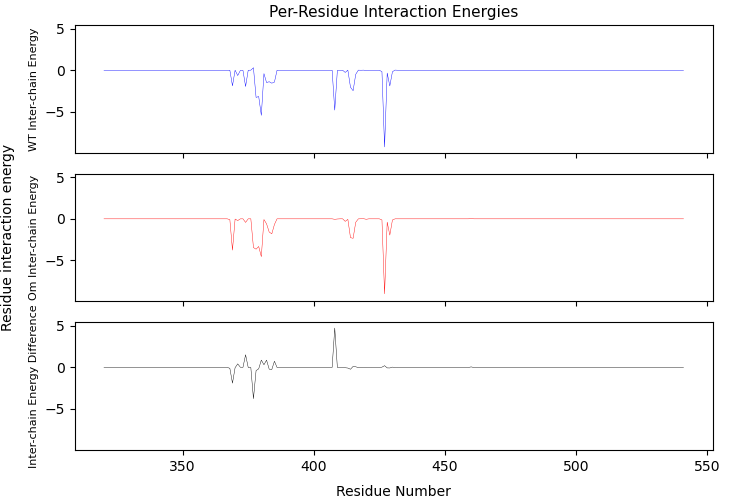 Per-Residue Interaction Energies
Residue interaction energy
WT Inter-chain Energy
5
0
−5
Om Inter-chain Energy
5
0
−5
Inter-chain Energy Difference
5
0
−5
350
400
450
500
550
Residue Number